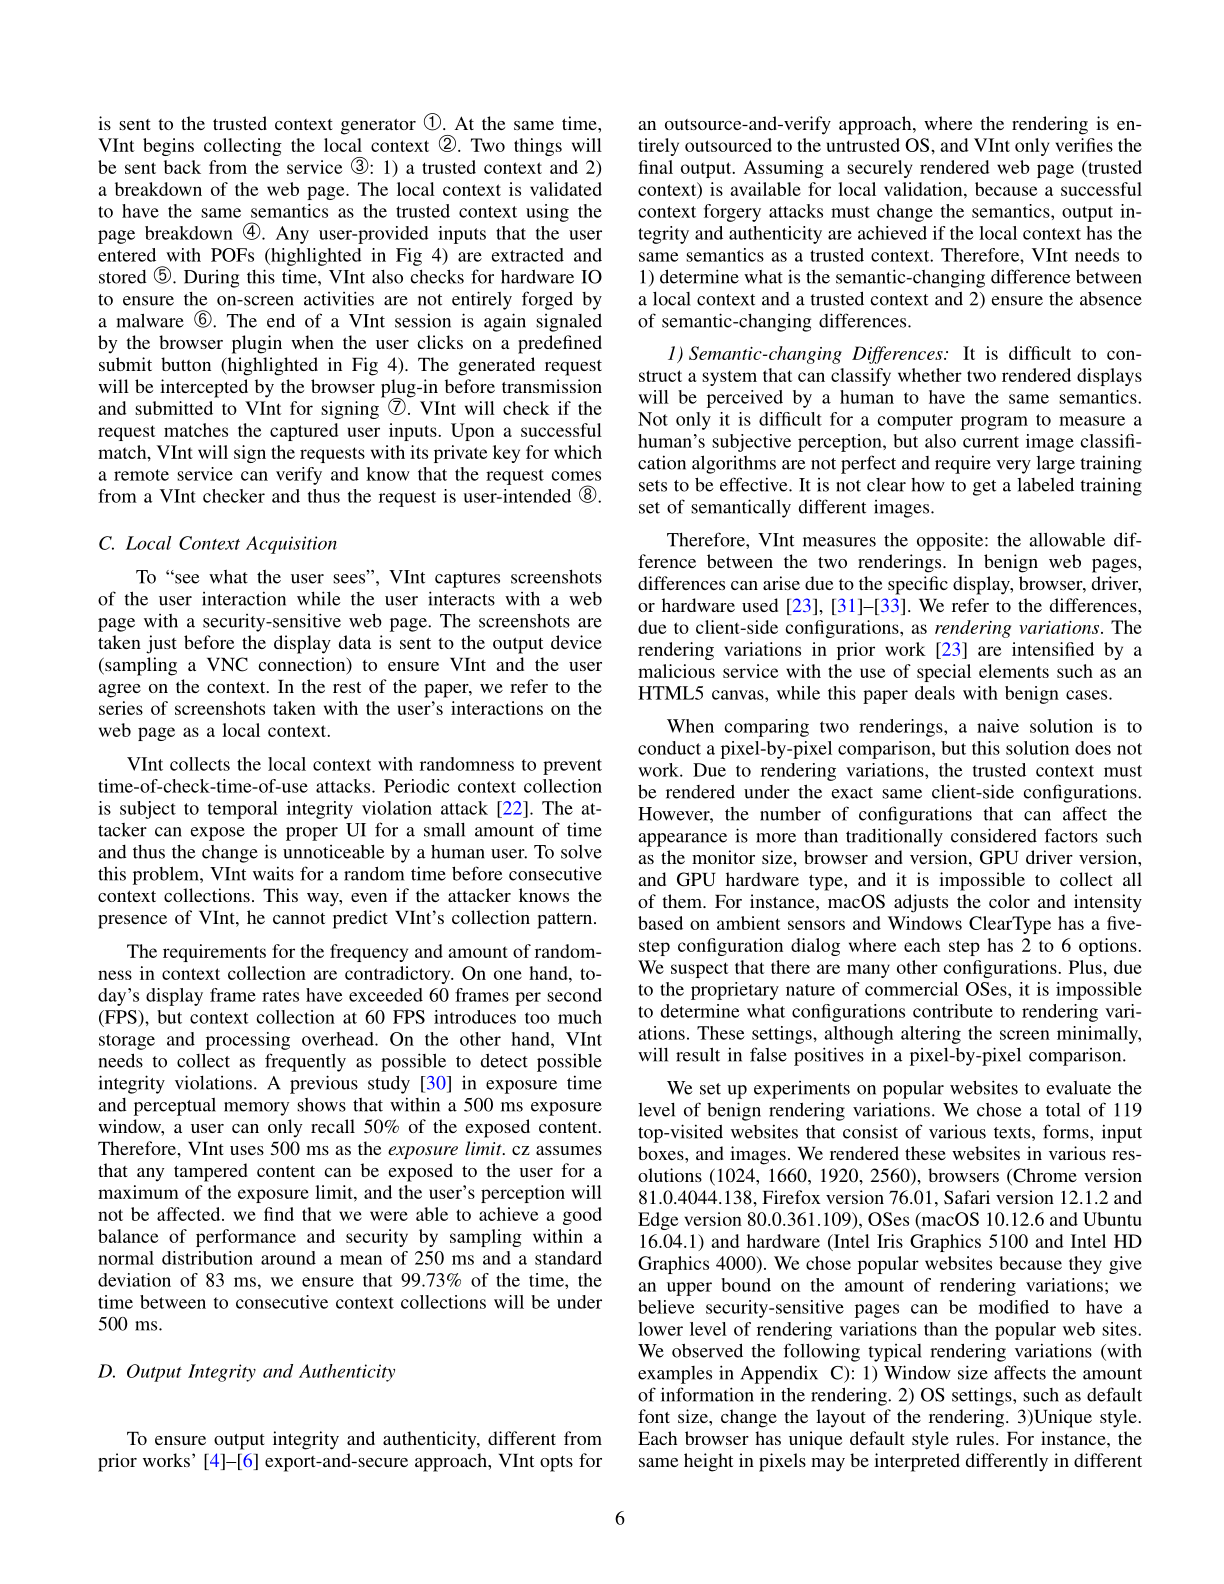 is sent to the trusted context generator ①. At the same time,
VInt begins collecting the local context ②. Two things will
be sent back from the service ③: 1) a trusted context and 2)
a breakdown of the web page. The local context is validated
to have the same semantics as the trusted context using the
page breakdown ④. Any user-provided inputs that the user
entered with POFs (highlighted in Fig 4) are extracted and
stored ⑤. During this time, VInt also checks for hardware IO
to ensure the on-screen activities are not entirely forged by
a malware ⑥. The end of a VInt session is again signaled
by the browser plugin when the user clicks on a predefined
submit button (highlighted in Fig 4). The generated request
will be intercepted by the browser plug-in before transmission
and submitted to VInt for signing ⑦. VInt will check if the
request matches the captured user inputs. Upon a successful
match, VInt will sign the requests with its private key for which
a remote service can verify and know that the request comes
from a VInt checker and thus the request is user-intended ⑧.
C. Local Context Acquisition
To “see what the user sees”, VInt captures screenshots
of the user interaction while the user interacts with a web
page with a security-sensitive web page. The screenshots are
taken just before the display data is sent to the output device
(sampling a VNC connection) to ensure VInt and the user
agree on the context. In the rest of the paper, we refer to the
series of screenshots taken with the user’s interactions on the
web page as a local context.
VInt collects the local context with randomness to prevent
time-of-check-time-of-use attacks. Periodic context collection
is subject to temporal integrity violation attack [22]. The at-
tacker can expose the proper UI for a small amount of time
and thus the change is unnoticeable by a human user. To solve
this problem, VInt waits for a random time before consecutive
context collections. This way, even if the attacker knows the
presence of VInt, he cannot predict VInt’s collection pattern.
The requirements for the frequency and amount of random-
ness in context collection are contradictory. On one hand, to-
day’s display frame rates have exceeded 60 frames per second
(FPS), but context collection at 60 FPS introduces too much
storage and processing overhead. On the other hand, VInt
needs to collect as frequently as possible to detect possible
integrity violations. A previous study [30] in exposure time
and perceptual memory shows that within a 500 ms exposure
window, a user can only recall 50% of the exposed content.
Therefore, VInt uses 500 ms as the exposure limit. cz assumes
that any tampered content can be exposed to the user for a
maximum of the exposure limit, and the user’s perception will
not be affected. we find that we were able to achieve a good
balance of performance and security by sampling within a
normal distribution around a mean of 250 ms and a standard
deviation of 83 ms, we ensure that 99.73% of the time, the
time between to consecutive context collections will be under
500 ms.
D. Output Integrity and Authenticity
To ensure output integrity and authenticity, different from
prior works’ [4]–[6] export-and-secure approach, VInt opts for
an outsource-and-verify approach, where the rendering is en-
tirely outsourced to the untrusted OS, and VInt only verifies the
final output. Assuming a securely rendered web page (trusted
context) is available for local validation, because a successful
context forgery attacks must change the semantics, output in-
tegrity and authenticity are achieved if the local context has the
same semantics as a trusted context. Therefore, VInt needs to
1) determine what is the semantic-changing difference between
a local context and a trusted context and 2) ensure the absence
of semantic-changing differences.
1) Semantic-changing Differences: It is difficult to con-
struct a system that can classify whether two rendered displays
will be perceived by a human to have the same semantics.
Not only it is difficult for a computer program to measure a
human’s subjective perception, but also current image classifi-
cation algorithms are not perfect and require very large training
sets to be effective. It is not clear how to get a labeled training
set of semantically different images.
Therefore, VInt measures the opposite: the allowable dif-
ference between the two renderings. In benign web pages,
differences can arise due to the specific display, browser, driver,
or hardware used [23], [31]–[33]. We refer to the differences,
due to client-side configurations, as rendering variations. The
rendering variations in prior work [23] are intensified by a
malicious service with the use of special elements such as an
HTML5 canvas, while this paper deals with benign cases.
When comparing two renderings, a naive solution is to
conduct a pixel-by-pixel comparison, but this solution does not
work. Due to rendering variations, the trusted context must
be rendered under the exact same client-side configurations.
However, the number of configurations that can affect the
appearance is more than traditionally considered factors such
as the monitor size, browser and version, GPU driver version,
and GPU hardware type, and it is impossible to collect all
of them. For instance, macOS adjusts the color and intensity
based on ambient sensors and Windows ClearType has a five-
step configuration dialog where each step has 2 to 6 options.
We suspect that there are many other configurations. Plus, due
to the proprietary nature of commercial OSes, it is impossible
to determine what configurations contribute to rendering vari-
ations. These settings, although altering the screen minimally,
will result in false positives in a pixel-by-pixel comparison.
We set up experiments on popular websites to evaluate the
level of benign rendering variations. We chose a total of 119
top-visited websites that consist of various texts, forms, input
boxes, and images. We rendered these websites in various res-
olutions (1024, 1660, 1920, 2560), browsers (Chrome version
81.0.4044.138, Firefox version 76.01, Safari version 12.1.2 and
Edge version 80.0.361.109), OSes (macOS 10.12.6 and Ubuntu
16.04.1) and hardware (Intel Iris Graphics 5100 and Intel HD
Graphics 4000). We chose popular websites because they give
an upper bound on the amount of rendering variations; we
believe security-sensitive pages can be modified to have a
lower level of rendering variations than the popular web sites.
We observed the following typical rendering variations (with
examples in Appendix C): 1) Window size affects the amount
of information in the rendering. 2) OS settings, such as default
font size, change the layout of the rendering. 3)Unique style.
Each browser has unique default style rules. For instance, the
same height in pixels may be interpreted differently in different
6